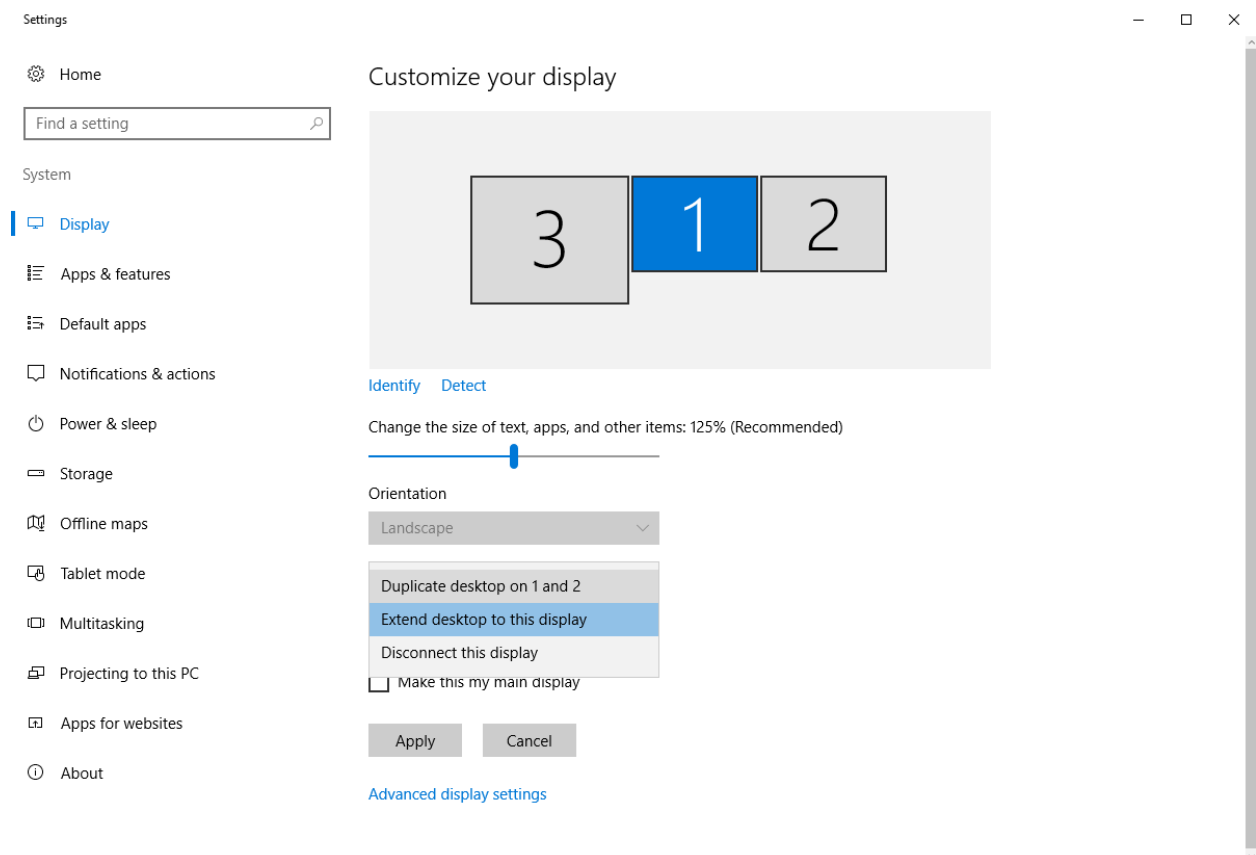 Settings
Home
Find a setting
System
Display
Apps & features
Default apps
Notifications & actions
Power & sleep
Storage
Offline maps
Tablet mode
Multitasking
Projecting to this PC
Apps for websites
About
Customize your display
3 1 2
Identify Detect
Change the size of text, apps, and other items: 125% (Recommended)
Orientation
Landscape
Duplicate desktop on 1 and 2
Extend desktop to this display
Disconnect this display
Make this my main display
Apply Cancel
Advanced display settings